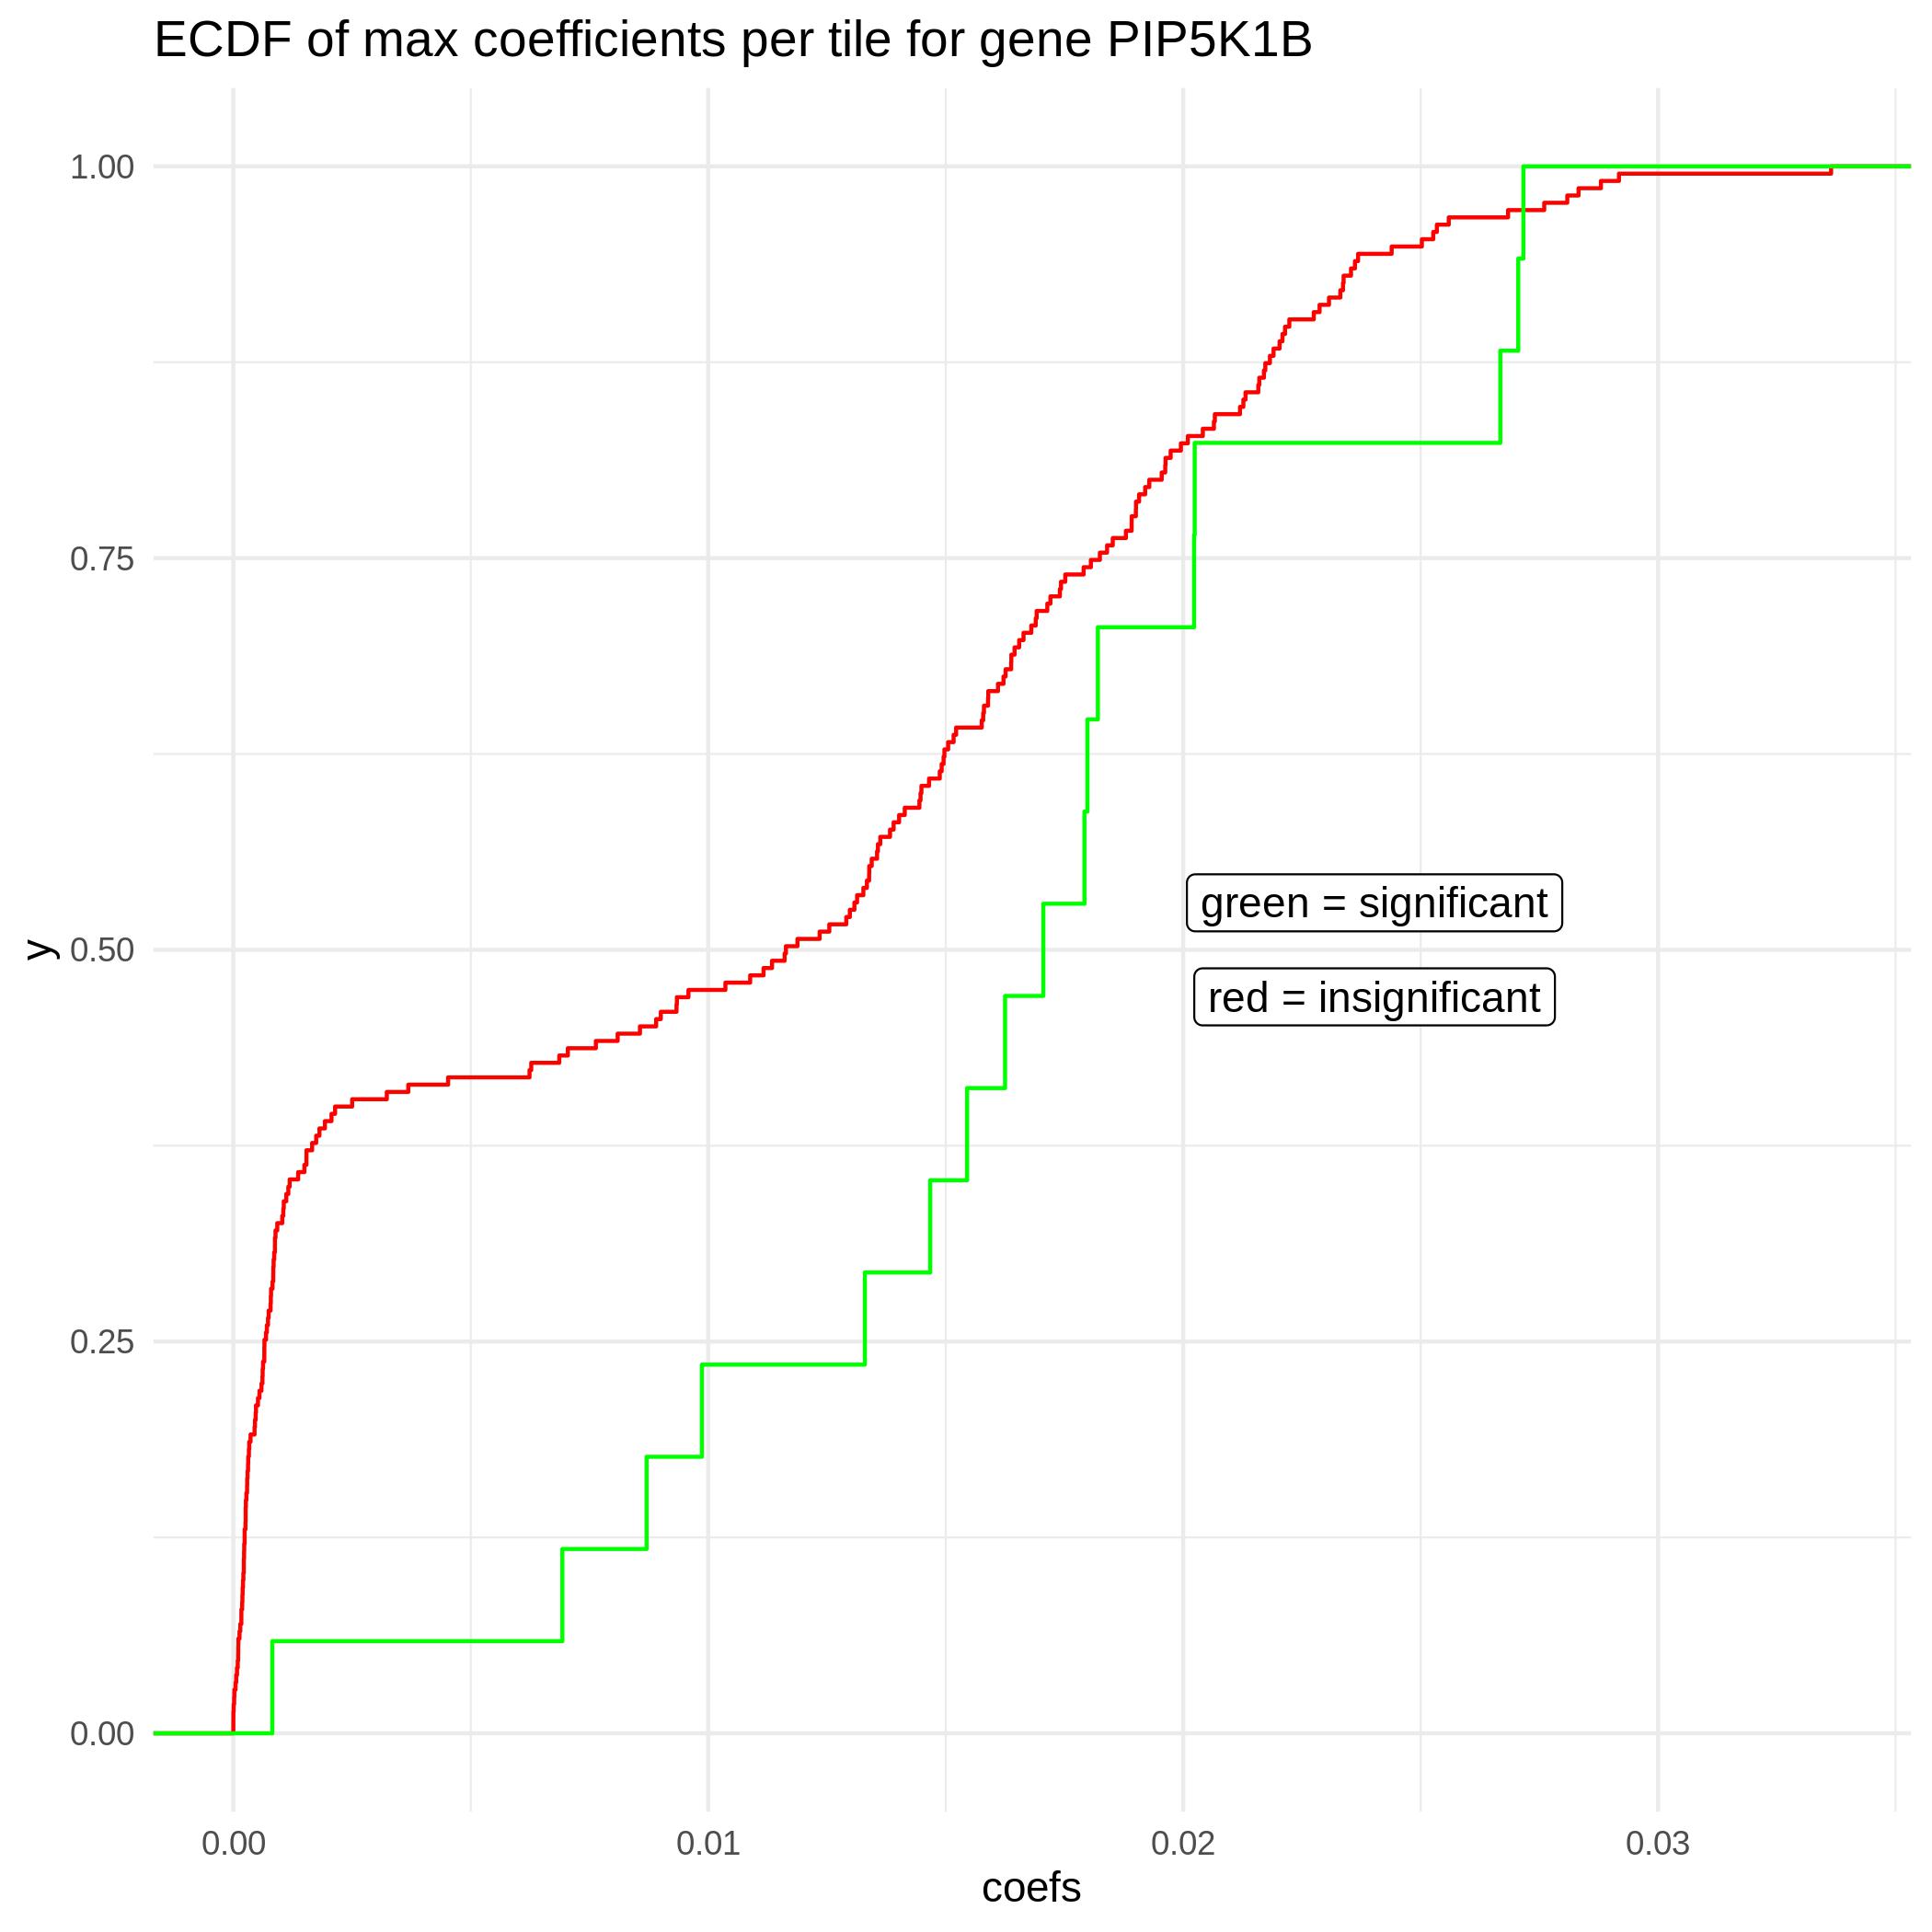 ECDF of max coefficients per tile for gene PIP5K1B
1.00
0.75
0.50
0.25
0.00
y
green = significant
red = insignificant
0.00 0.01 0.02 0.03
coefs